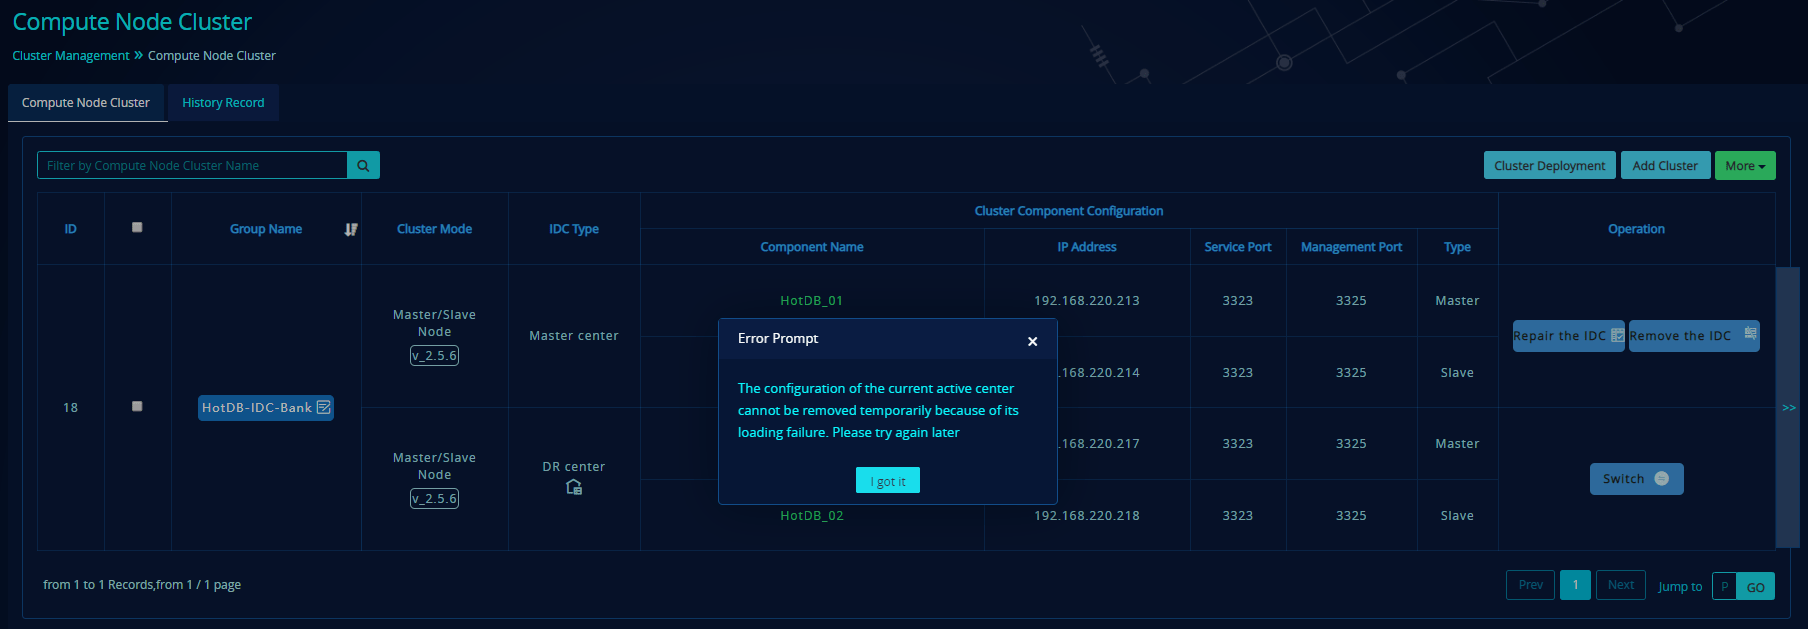 Compute Node Cluster
Cluster Management » Compute Node Cluster
Compute Node Cluster
History Record
Filter by Compute Node Cluster Name
Cluster Deployment
Add Cluster
More
ID
Group Name
Cluster Mode
IDC Type
Cluster Component Configuration
Component Name
IP Address
Service Port
Management Port
Type
Operation
18
HotDB-IDC-Bank
Master/Slave
Node
v_2.5.6
Master center
HotDB_01
192.168.220.213
3323
3325
Master
.168.220.214
3323
3325
Slave
Repair the IDC
Remove the IDC
Master/Slave
Node
v_2.5.6
DR center
.168.220.217
3323
3325
Master
HotDB_02
192.168.220.218
3323
3325
Slave
Switch
>>
Error Prompt
×
The configuration of the current active center
cannot be removed temporarily because of its
loading failure. Please try again later
I got it
from 1 to 1 Records,from 1 / 1 page
Prev
1
Next
Jump to
P
GO